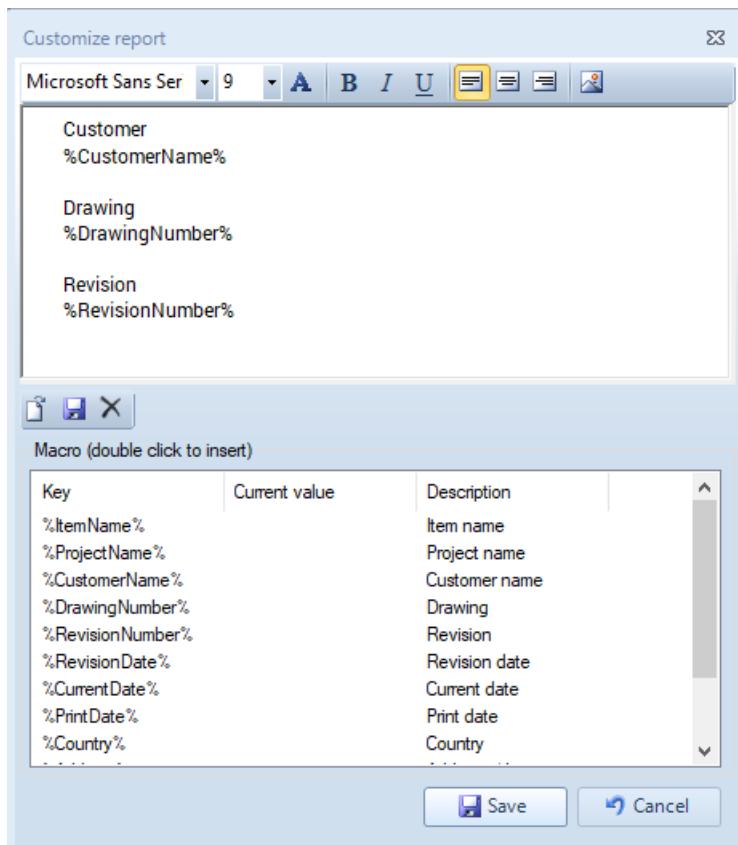 Customize report
Microsoft Sans Ser 9 A B I U
Customer
%CustomerName%
Drawing
%DrawingNumber%
Revision
%RevisionNumber%
Macro (double click to insert)
Key Current value Description
%ItemName% Item name
%ProjectName% Project name
%CustomerName% Customer name
%DrawingNumber% Drawing
%RevisionNumber% Revision
%RevisionDate% Revision date
%CurrentDate% Current date
%PrintDate% Print date
%Country% Country
Save Cancel